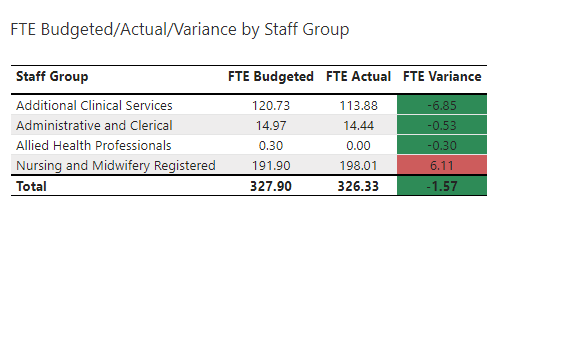 FTE Budgeted/Actual/Variance by Staff Group
Staff Group FTE Budgeted FTE Actual FTE Variance
Additional Clinical Services 120.73 113.88 -6.85
Administrative and Clerical 14.97 14.44 -0.53
Allied Health Professionals 0.30 0.00 -0.30
Nursing and Midwifery Registered 191.90 198.01 6.11
Total 327.90 326.33 -1.57